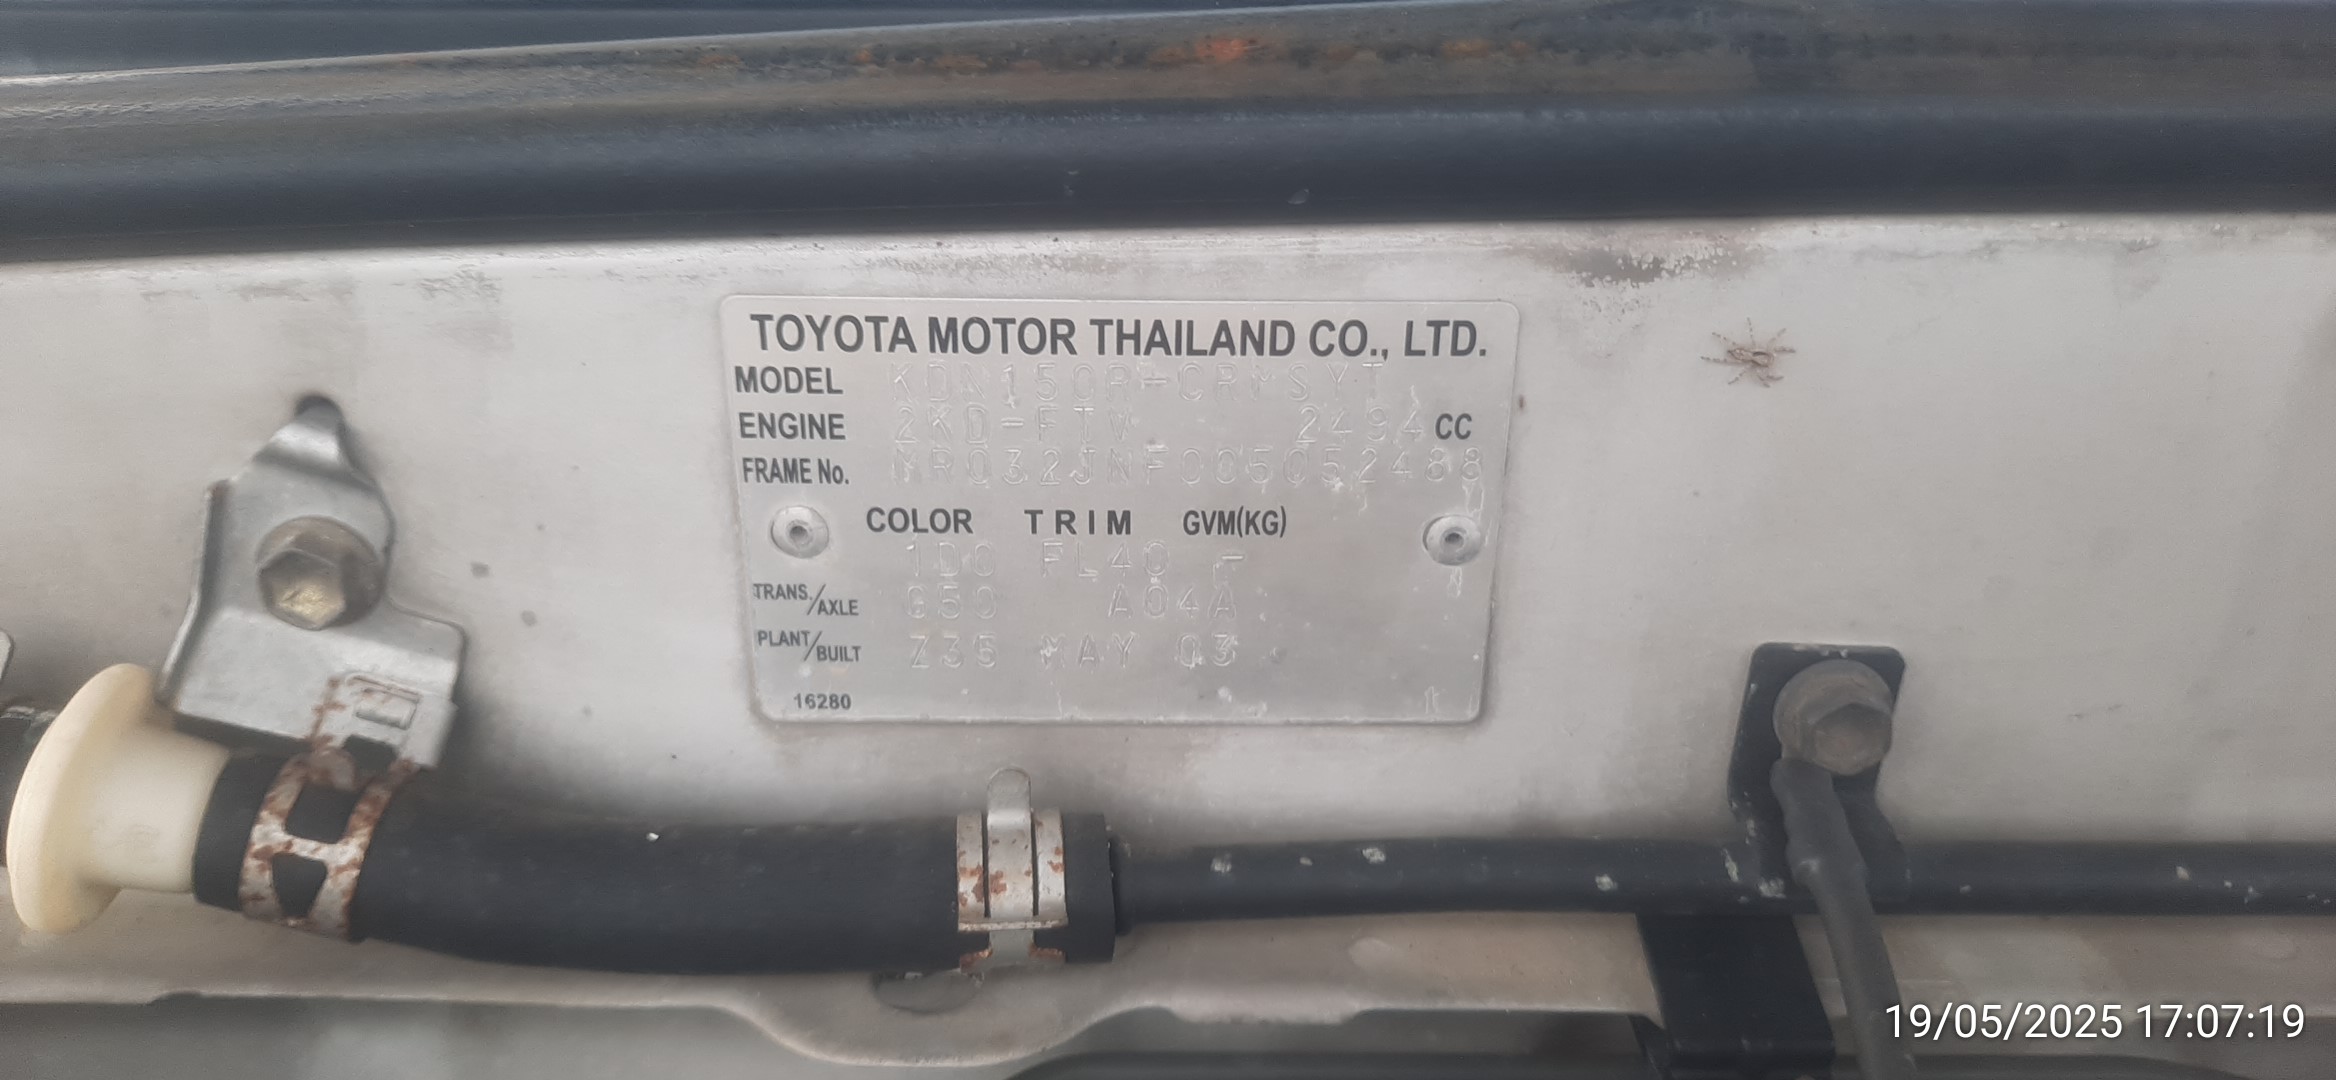 TOYOTA MOTOR THAILAND CO., LTD.
MODEL KDN150R-CRMSYT
ENGINE 2KD-FTV 2494 CC
FRAME No. MR032JNF005052488
COLOR TRIM GVM(KG)
1D0 FL40 -
TRANS./AXLE G50 A04A
PLANT/BUILT Z35 MAY 03
16280
19/05/2025 17:07:19